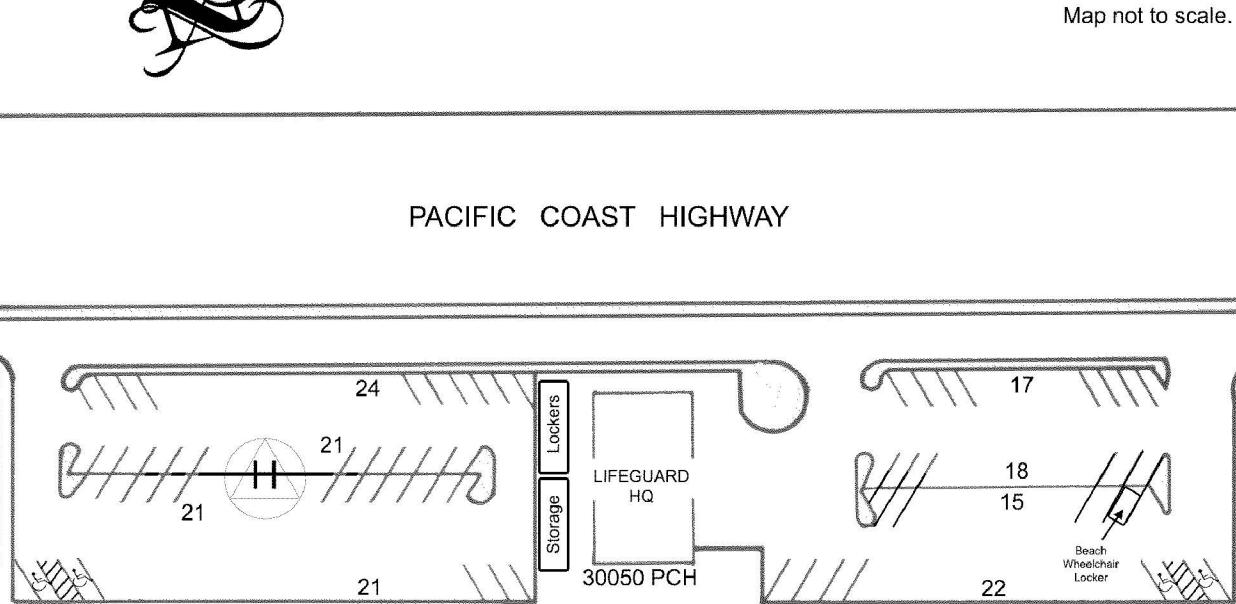 Map not to scale.
PACIFIC COAST HIGHWAY
24
17
Lockers
21
18
LIFEGUARD
HQ
H
15
21
Storage
Beach
Wheelchair
Locker
30050 PCH
21
22